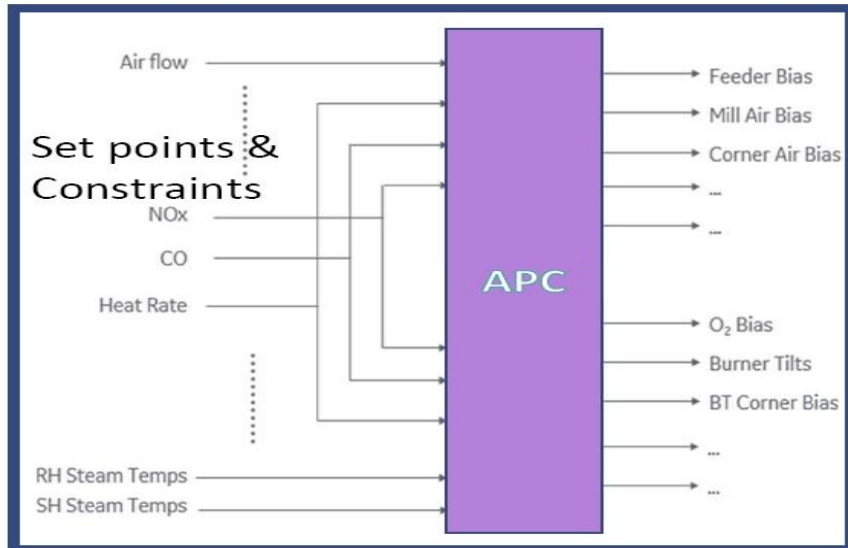 Air flow
Set points &
Constraints
NOx
CO
Heat Rate
RH Steam Temps
SH Steam Temps
APC
Feeder Bias
Mill Air Bias
Corner Air Bias
...
...
O₂ Bias
Burner Tilts
BT Corner Bias
...
...